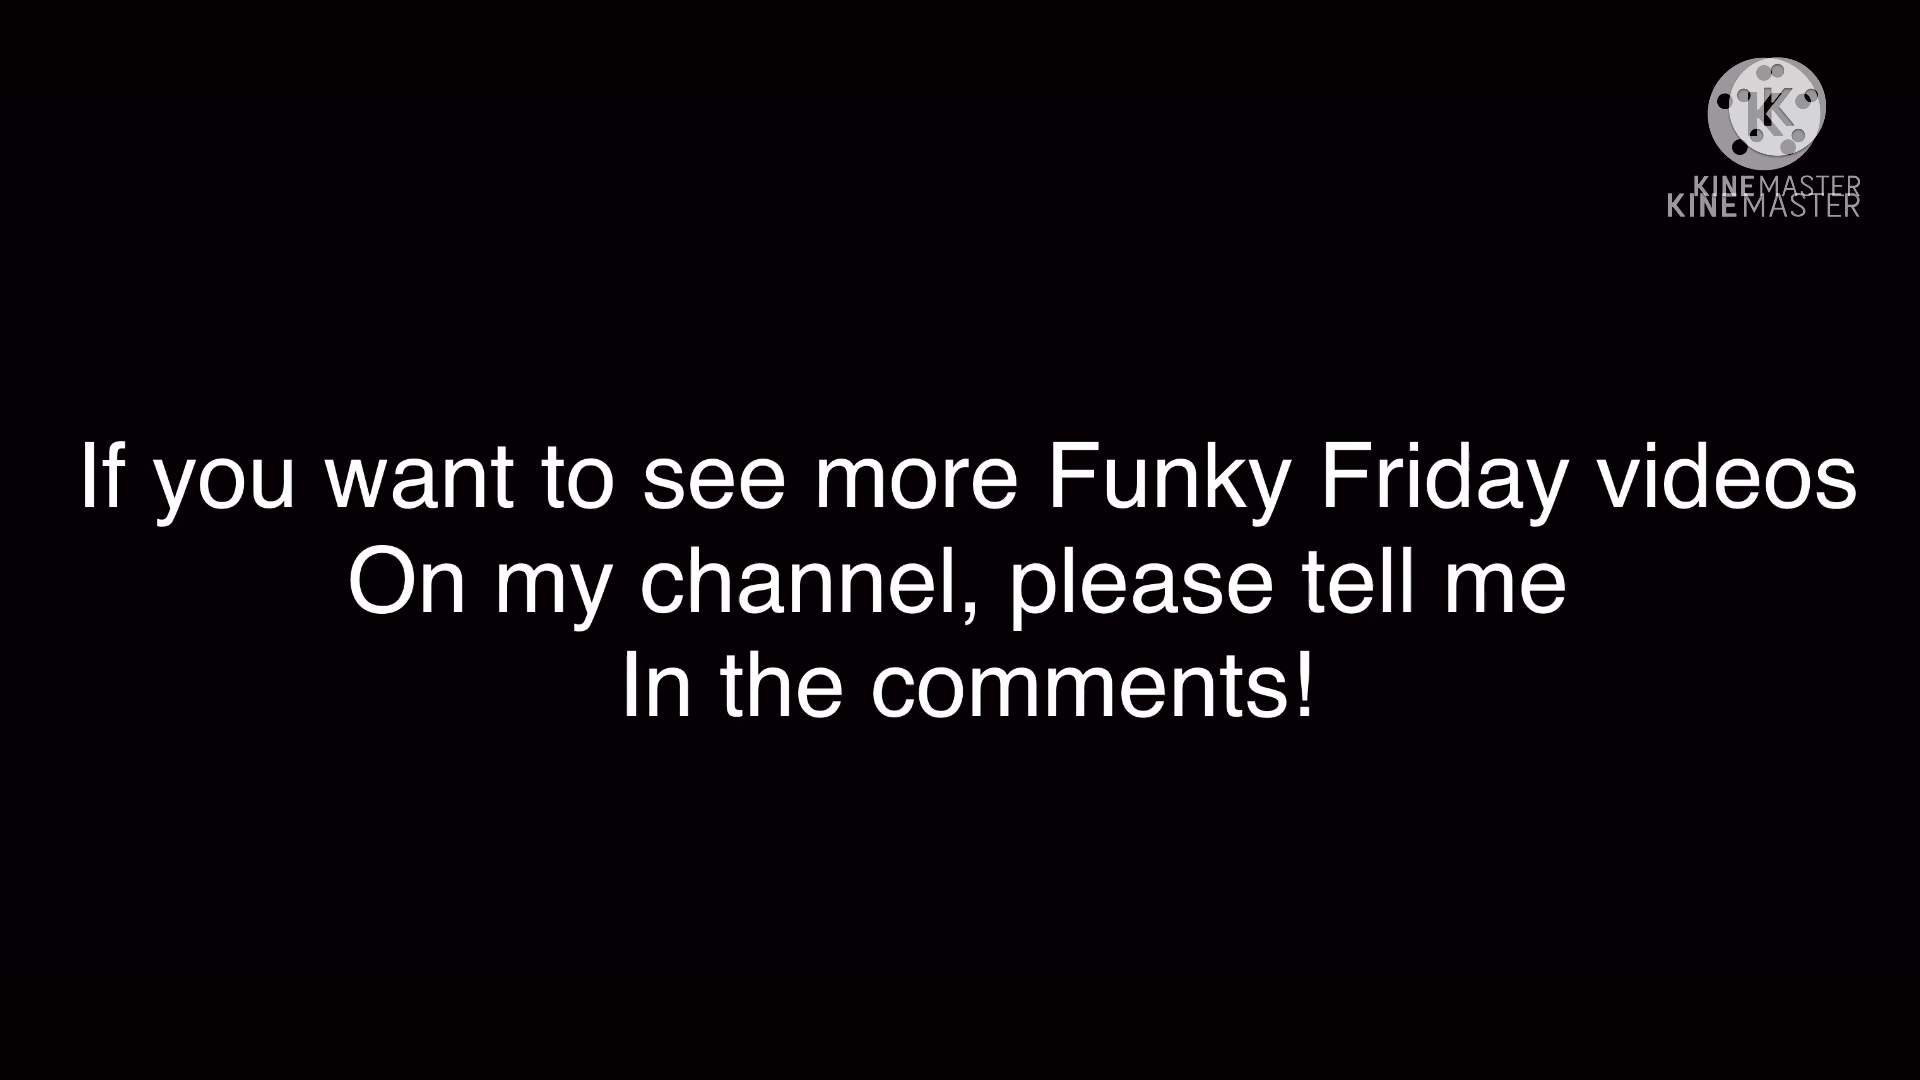 K
KINEMASTER
KINEMASTER
If you want to see more Funky Friday videos
On my channel, please tell me
In the comments!